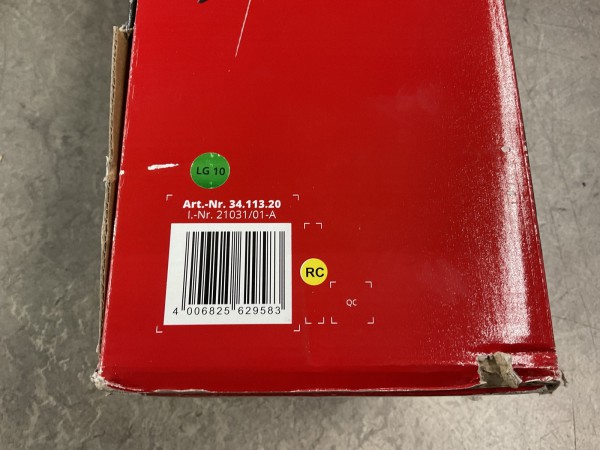 LG 10
Art.-Nr. 34.113.20
I.-Nr. 21031/01-A
RC
QC
4 006825 629583